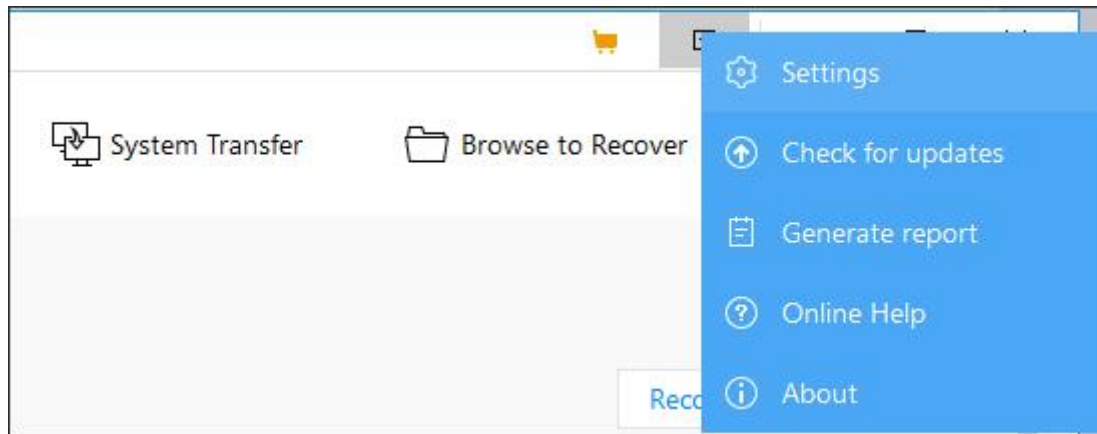 Settings
System Transfer
Browse to Recover
Check for updates
Generate report
Online Help
About